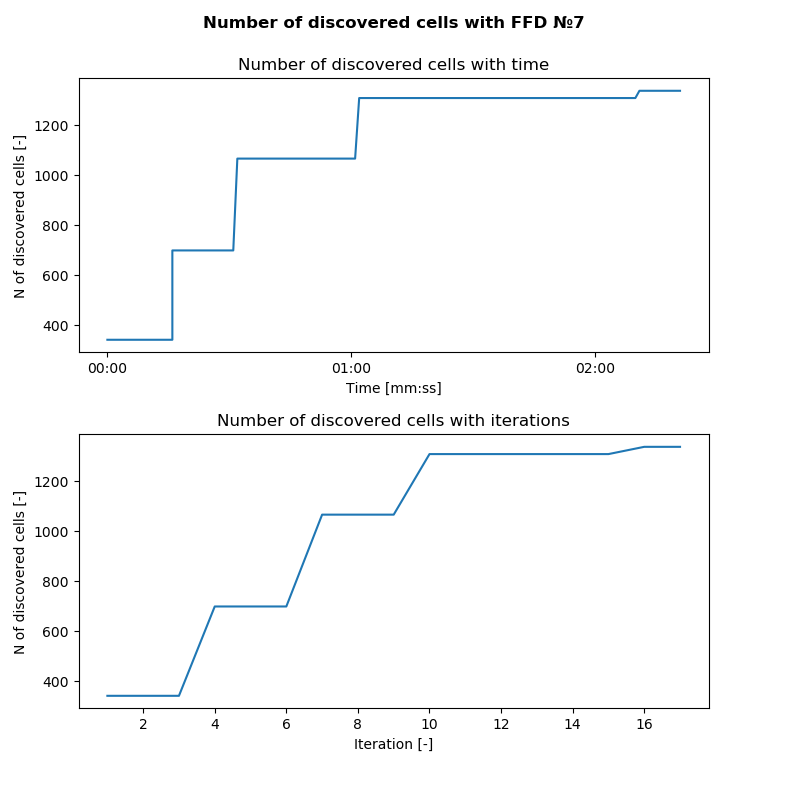 Number of discovered cells with FFD №7
Number of discovered cells with time
N of discovered cells [-]
1200
1000
800
600
400
00:00 01:00 02:00
Time [mm:ss]
Number of discovered cells with iterations
N of discovered cells [-]
1200
1000
800
600
400
2 4 6 8 10 12 14 16
Iteration [-]